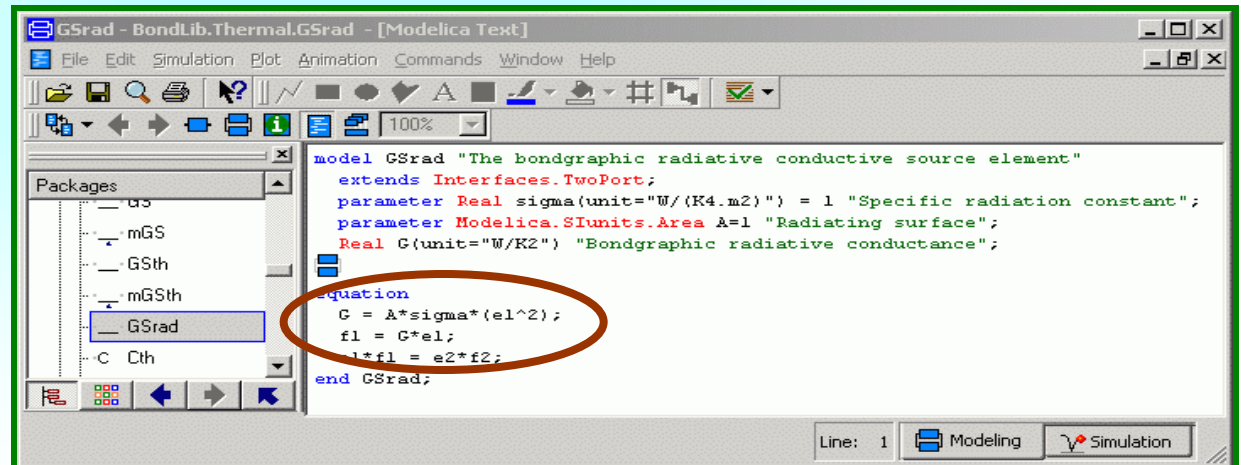 GSrad - BondLib.Thermal.GSrad - [Modelica Text]
File Edit Simulation Plot Animation Commands Window Help
100%
Packages
GS
mGS
GSth
mGSth
GSrad
C Cth
model GSrad "The bondgraphic radiative conductive source element"
extends Interfaces.TwoPort;
parameter Real sigma(unit="W/(K4.m2)") = 1 "Specific radiation constant";
parameter Modelica.SIunits.Area A=1 "Radiating surface";
Real G(unit="W/K2") "Bondgraphic radiative conductance";
equation
G = A*sigma*(e1^2);
f1 = G*e1;
e1*f1 = e2*f2;
end GSrad;
Line: 1 Modeling Simulation